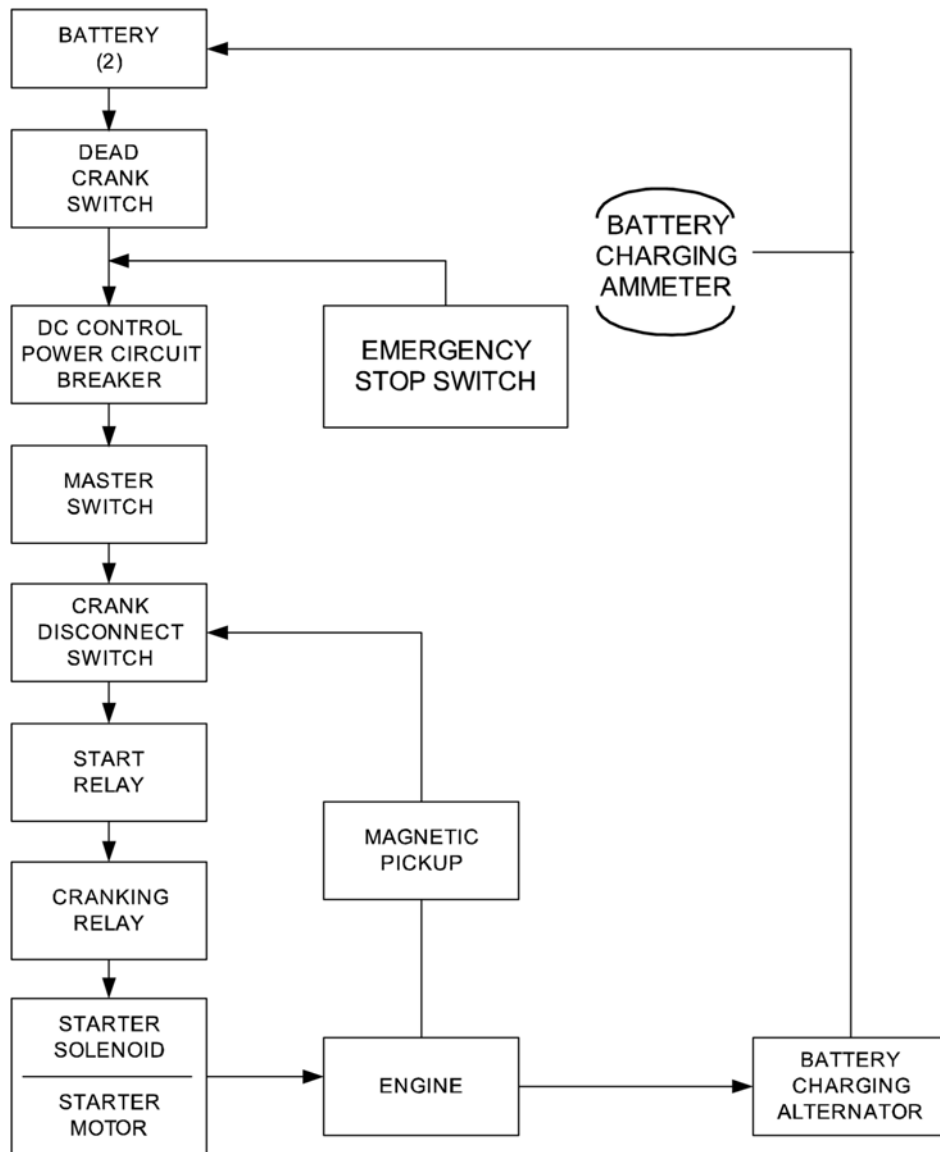 BATTERY
(2)
DEAD
CRANK
SWITCH
BATTERY
CHARGING
AMMETER
DC CONTROL
POWER CIRCUIT
BREAKER
EMERGENCY
STOP SWITCH
MASTER
SWITCH
CRANK
DISCONNECT
SWITCH
START
RELAY
MAGNETIC
PICKUP
CRANKING
RELAY
STARTER
SOLENOID
STARTER
MOTOR
ENGINE
BATTERY
CHARGING
ALTERNATOR